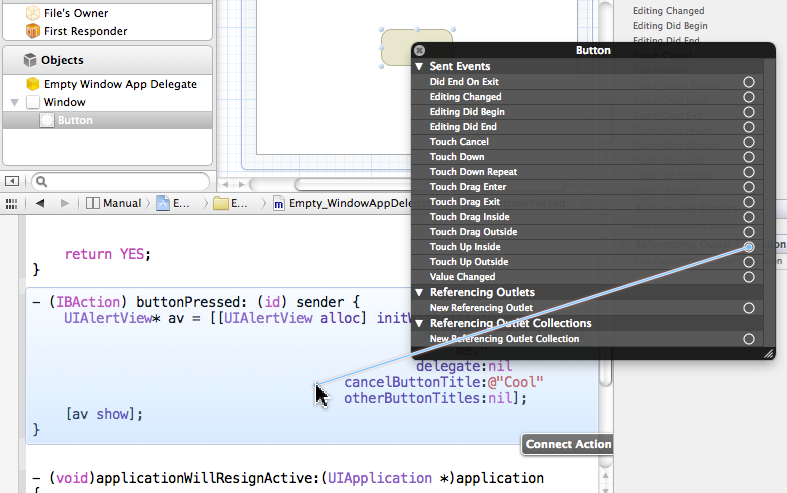 File's Owner
First Responder
Objects
Empty Window App Delegate
Window
Button
Editing Changed
Editing Did Begin
Editing Did End
Button
Sent Events
Did End On Exit
Editing Changed
Editing Did Begin
Editing Did End
Touch Cancel
Touch Down
Touch Down Repeat
Touch Drag Enter
Touch Drag Exit
Touch Drag Inside
Touch Drag Outside
Touch Up Inside
Touch Up Outside
Value Changed
Referencing Outlets
New Referencing Outlet
Referencing Outlet Collections
New Referencing Outlet Collection
Manual
E...
E...
Empty_WindowAppDele
return YES;
}
- (IBAction) buttonPressed: (id) sender {
UIAlertView* av = [[UIAlertView alloc] initW
delegate:nil
cancelButtonTitle:@"Cool"
otherButtonTitles:nil];
[av show];
}
Connect Action
- (void)applicationWillResignActive:(UIApplication *)application
{